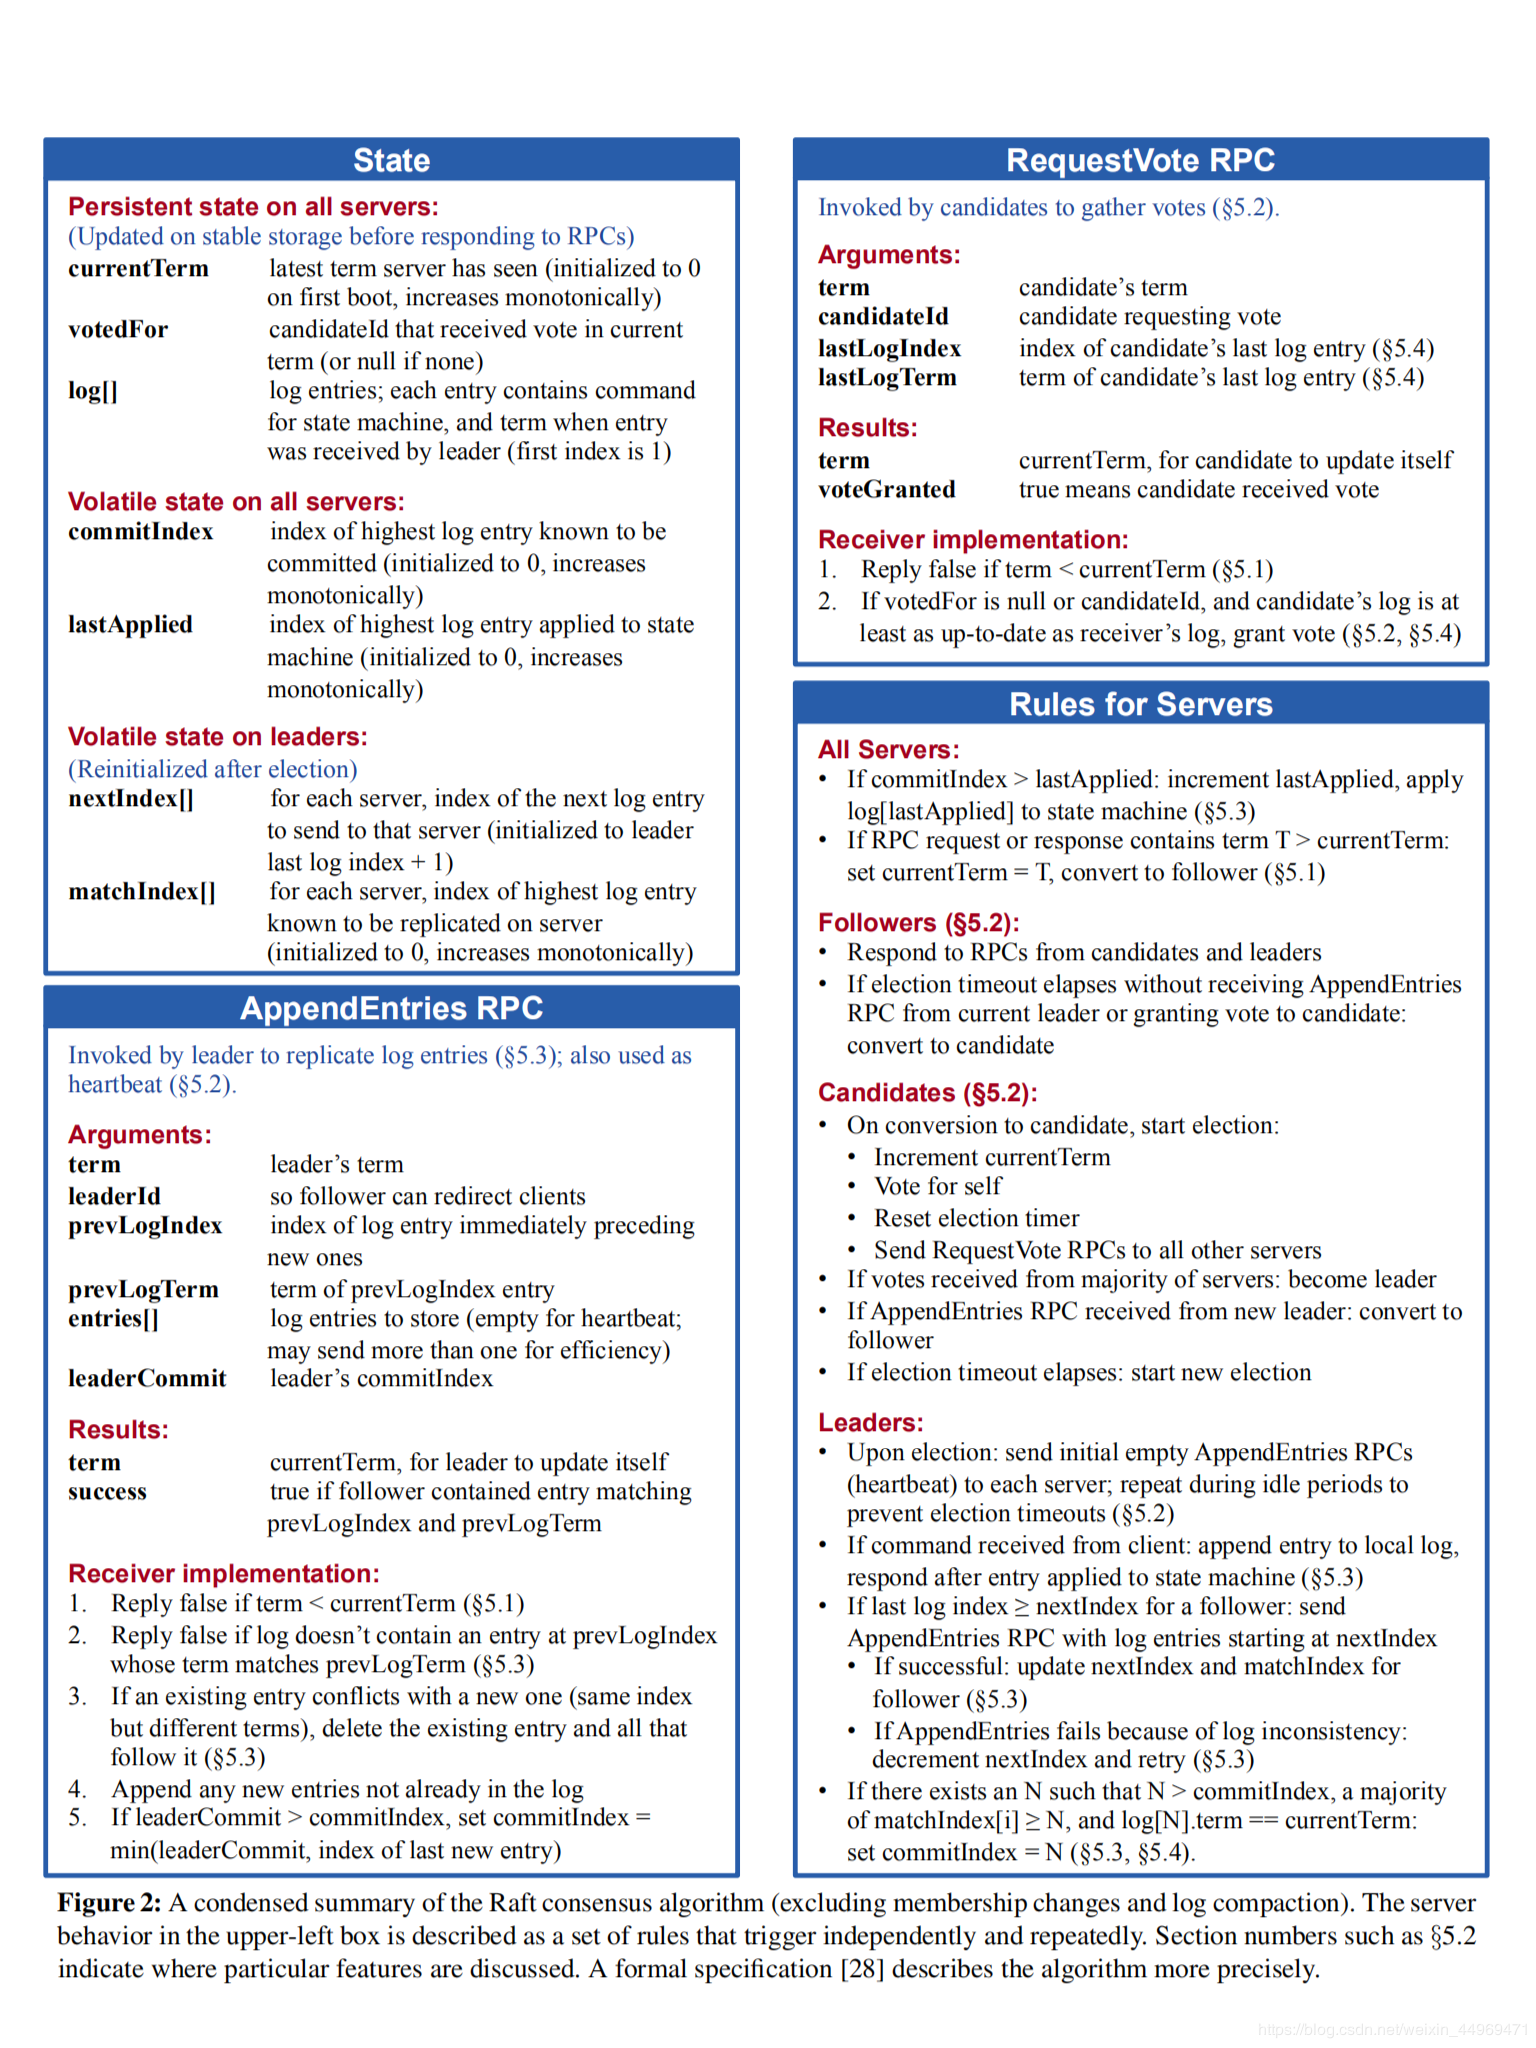 State
Persistent state on all servers:
(Updated on stable storage before responding to RPCs)
currentTerm latest term server has seen (initialized to 0
on first boot, increases monotonically)
votedFor candidateId that received vote in current
term (or null if none)
log[] log entries; each entry contains command
for state machine, and term when entry
was received by leader (first index is 1)
Volatile state on all servers:
commitIndex index of highest log entry known to be
committed (initialized to 0, increases
monotonically)
lastApplied index of highest log entry applied to state
machine (initialized to 0, increases
monotonically)
Volatile state on leaders:
(Reinitialized after election)
nextIndex[] for each server, index of the next log entry
to send to that server (initialized to leader
last log index + 1)
matchIndex[] for each server, index of highest log entry
known to be replicated on server
(initialized to 0, increases monotonically)
AppendEntries RPC
Invoked by leader to replicate log entries (§5.3); also used as
heartbeat (§5.2).
Arguments:
term leader’s term
leaderId so follower can redirect clients
prevLogIndex index of log entry immediately preceding
new ones
prevLogTerm term of prevLogIndex entry
entries[] log entries to store (empty for heartbeat;
may send more than one for efficiency)
leaderCommit leader’s commitIndex
Results:
term currentTerm, for leader to update itself
success true if follower contained entry matching
prevLogIndex and prevLogTerm
Receiver implementation:
1. Reply false if term < currentTerm (§5.1)
2. Reply false if log doesn’t contain an entry at prevLogIndex
whose term matches prevLogTerm (§5.3)
3. If an existing entry conflicts with a new one (same index
but different terms), delete the existing entry and all that
follow it (§5.3)
4. Append any new entries not already in the log
5. If leaderCommit > commitIndex, set commitIndex =
min(leaderCommit, index of last new entry)
RequestVote RPC
Invoked by candidates to gather votes (§5.2).
Arguments:
term candidate’s term
candidateId candidate requesting vote
lastLogIndex index of candidate’s last log entry (§5.4)
lastLogTerm term of candidate’s last log entry (§5.4)
Results:
term currentTerm, for candidate to update itself
voteGranted true means candidate received vote
Receiver implementation:
1. Reply false if term < currentTerm (§5.1)
2. If votedFor is null or candidateId, and candidate’s log is at
least as up-to-date as receiver’s log, grant vote (§5.2, §5.4)
Rules for Servers
All Servers:
• If commitIndex > lastApplied: increment lastApplied, apply
log[lastApplied] to state machine (§5.3)
• If RPC request or response contains term T > currentTerm:
set currentTerm = T, convert to follower (§5.1)
Followers (§5.2):
• Respond to RPCs from candidates and leaders
• If election timeout elapses without receiving AppendEntries
RPC from current leader or granting vote to candidate:
convert to candidate
Candidates (§5.2):
• On conversion to candidate, start election:
• Increment currentTerm
• Vote for self
• Reset election timer
• Send RequestVote RPCs to all other servers
• If votes received from majority of servers: become leader
• If AppendEntries RPC received from new leader: convert to
follower
• If election timeout elapses: start new election
Leaders:
• Upon election: send initial empty AppendEntries RPCs
(heartbeat) to each server; repeat during idle periods to
prevent election timeouts (§5.2)
• If command received from client: append entry to local log,
respond after entry applied to state machine (§5.3)
• If last log index ≥ nextIndex for a follower: send
AppendEntries RPC with log entries starting at nextIndex
• If successful: update nextIndex and matchIndex for
follower (§5.3)
• If AppendEntries fails because of log inconsistency:
decrement nextIndex and retry (§5.3)
• If there exists an N such that N > commitIndex, a majority
of matchIndex[i] ≥ N, and log[N].term == currentTerm:
set commitIndex = N (§5.3, §5.4).
Figure 2: A condensed summary of the Raft consensus algorithm (excluding membership changes and log compaction). The server
behavior in the upper-left box is described as a set of rules that trigger independently and repeatedly. Section numbers such as §5.2
indicate where particular features are discussed. A formal specification [28] describes the algorithm more precisely.
https://blog.csdn.net/weixin_44969471